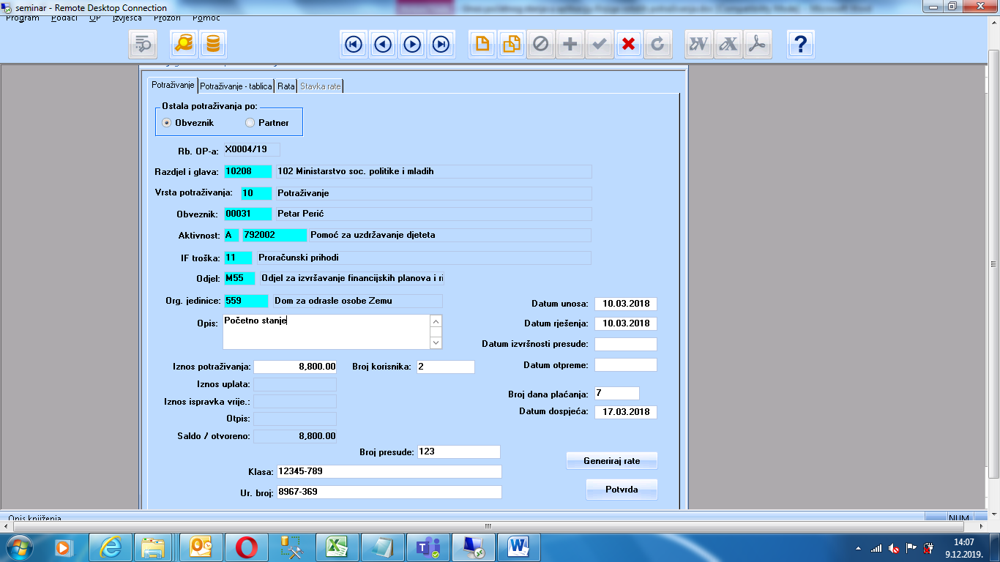 seminar - Remote Desktop Connection
Program Podaci OP Izvješća Prozori Pomoć
Potraživanje Potraživanje - tablica Rata Stavka rate
Ostala potraživanja po:
Obveznik Partner
Rb. OP-a: X0004/19
Razdjel i glava: 10208 102 Ministarstvo soc. politike i mladih
Vrsta potraživanja: 10 Potraživanje
Obveznik: 00031 Petar Perić
Aktivnost: A 792002 Pomoć za uzdržavanje djeteta
IF troška: 11 Proračunski prihodi
Odjel: M55 Odjel za izvršavanje financijskih planova i ri
Org. jedinice: 559 Dom za odrasle osobe Zemu
Datum unosa: 10.03.2018
Opis: Početno stanje
Datum rješenja: 10.03.2018
Datum izvršnosti presude:
Iznos potraživanja: 8,800.00 Broj korisnika: 2
Datum otpreme:
Iznos uplata:
Broj dana plaćanja: 7
Iznos ispravka vrije.:
Datum dospjeća: 17.03.2018
Otpis:
Saldo / otvoreno: 8,800.00
Broj presude: 123
Generiraj rate
Klasa: 12345-789
Ur. broj: 8967-369
Potvrda
Opis knjiženja
NUM
14:07
9.12.2019.